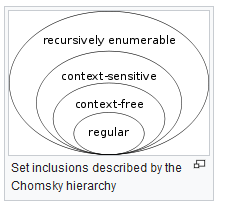 recursively enumerable
context-sensitive
context-free
regular
Set inclusions described by the
Chomsky hierarchy